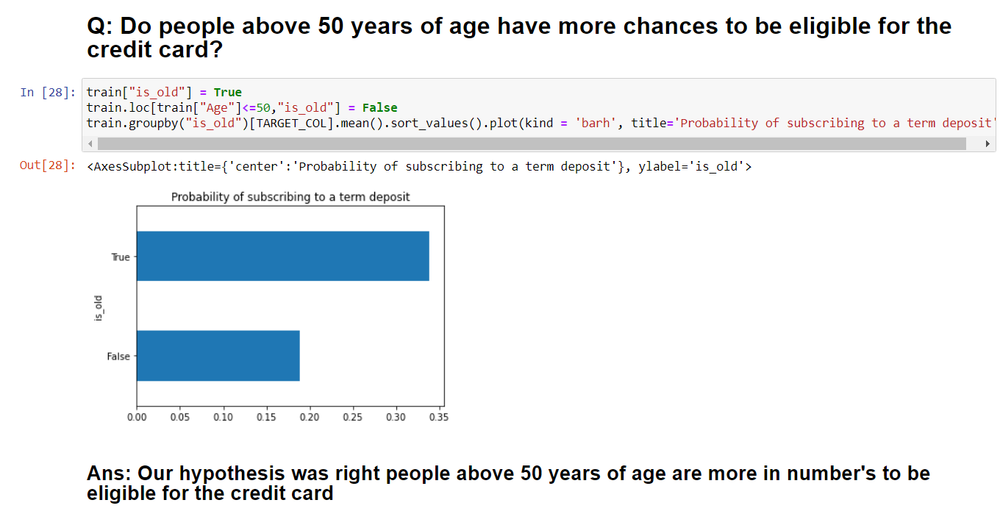 Q: Do people above 50 years of age have more chances to be eligible for the
credit card?
In [28]: train["is_old"] = True
train.loc[train["Age"]<=50,"is_old"] = False
train.groupby("is_old")[TARGET_COL].mean().sort_values().plot(kind = 'barh', title='Probability of subscribing to a term deposit'
Out[28]: <AxesSubplot:title={'center':'Probability of subscribing to a term deposit'}, ylabel='is_old'>
Probability of subscribing to a term deposit
True
is_old
False
0.00 0.05 0.10 0.15 0.20 0.25 0.30 0.35
Ans: Our hypothesis was right people above 50 years of age are more in number's to be
eligible for the credit card